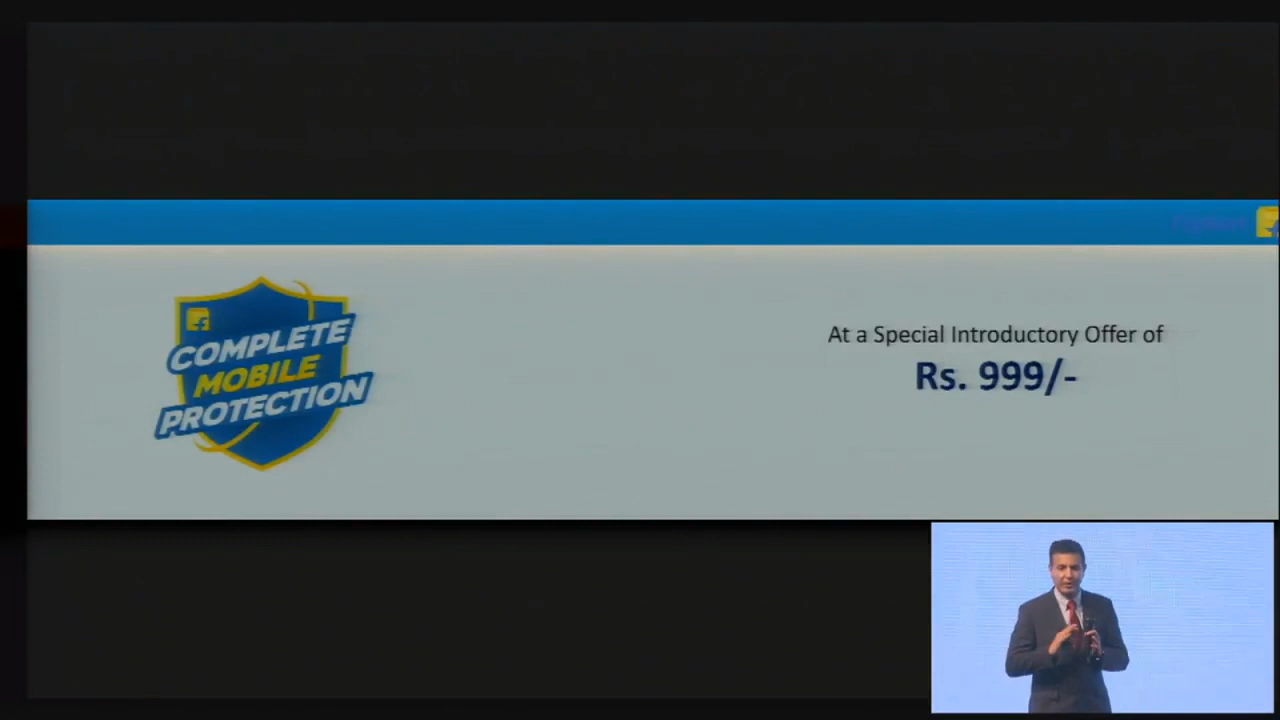 COMPLETE
MOBILE
PROTECTION
At a Special Introductory Offer of
Rs. 999/-